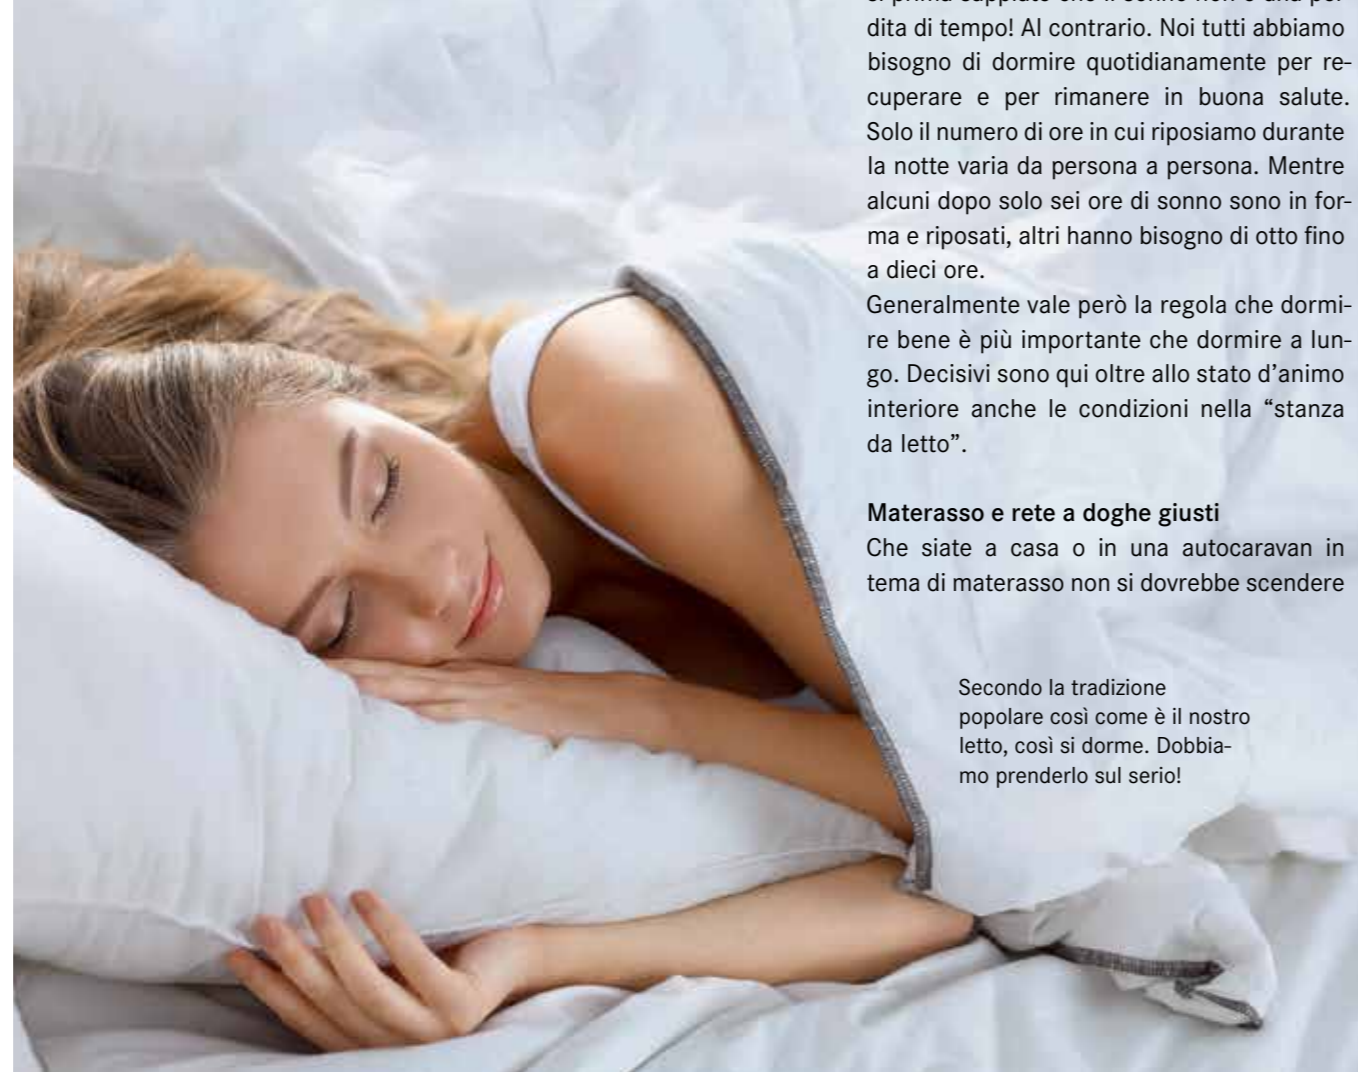 dita di tempo! Al contrario. Noi tutti abbiamo
bisogno di dormire quotidianamente per re-
cuperare e per rimanere in buona salute.
Solo il numero di ore in cui riposiamo durante
la notte varia da persona a persona. Mentre
alcuni dopo solo sei ore di sonno sono in for-
ma e riposati, altri hanno bisogno di otto fino
a dieci ore.
Generalmente vale però la regola che dormi-
re bene è più importante che dormire a lun-
go. Decisivi sono qui oltre allo stato d’animo
interiore anche le condizioni nella “stanza
da letto”.
Materasso e rete a doghe giusti
Che siate a casa o in una autocaravan in
tema di materasso non si dovrebbe scendere
Secondo la tradizione
popolare così come è il nostro
letto, così si dorme. Dobbia-
mo prenderlo sul serio!